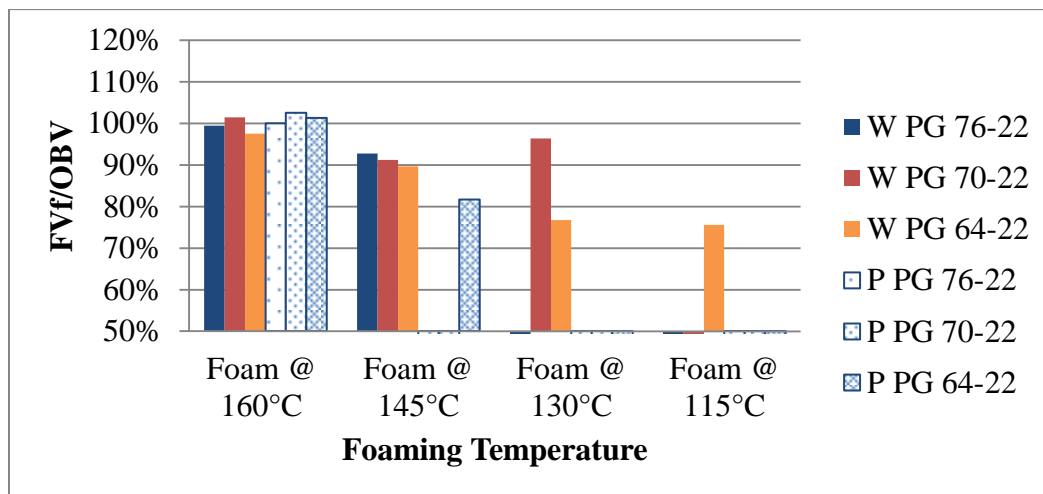 120%
110%
100%
90%
80%
70%
60%
50%
FVf/OBV
Foam @
160°C
Foam @
145°C
Foam @
130°C
Foam @
115°C
Foaming Temperature
W PG 76-22
W PG 70-22
W PG 64-22
P PG 76-22
P PG 70-22
P PG 64-22